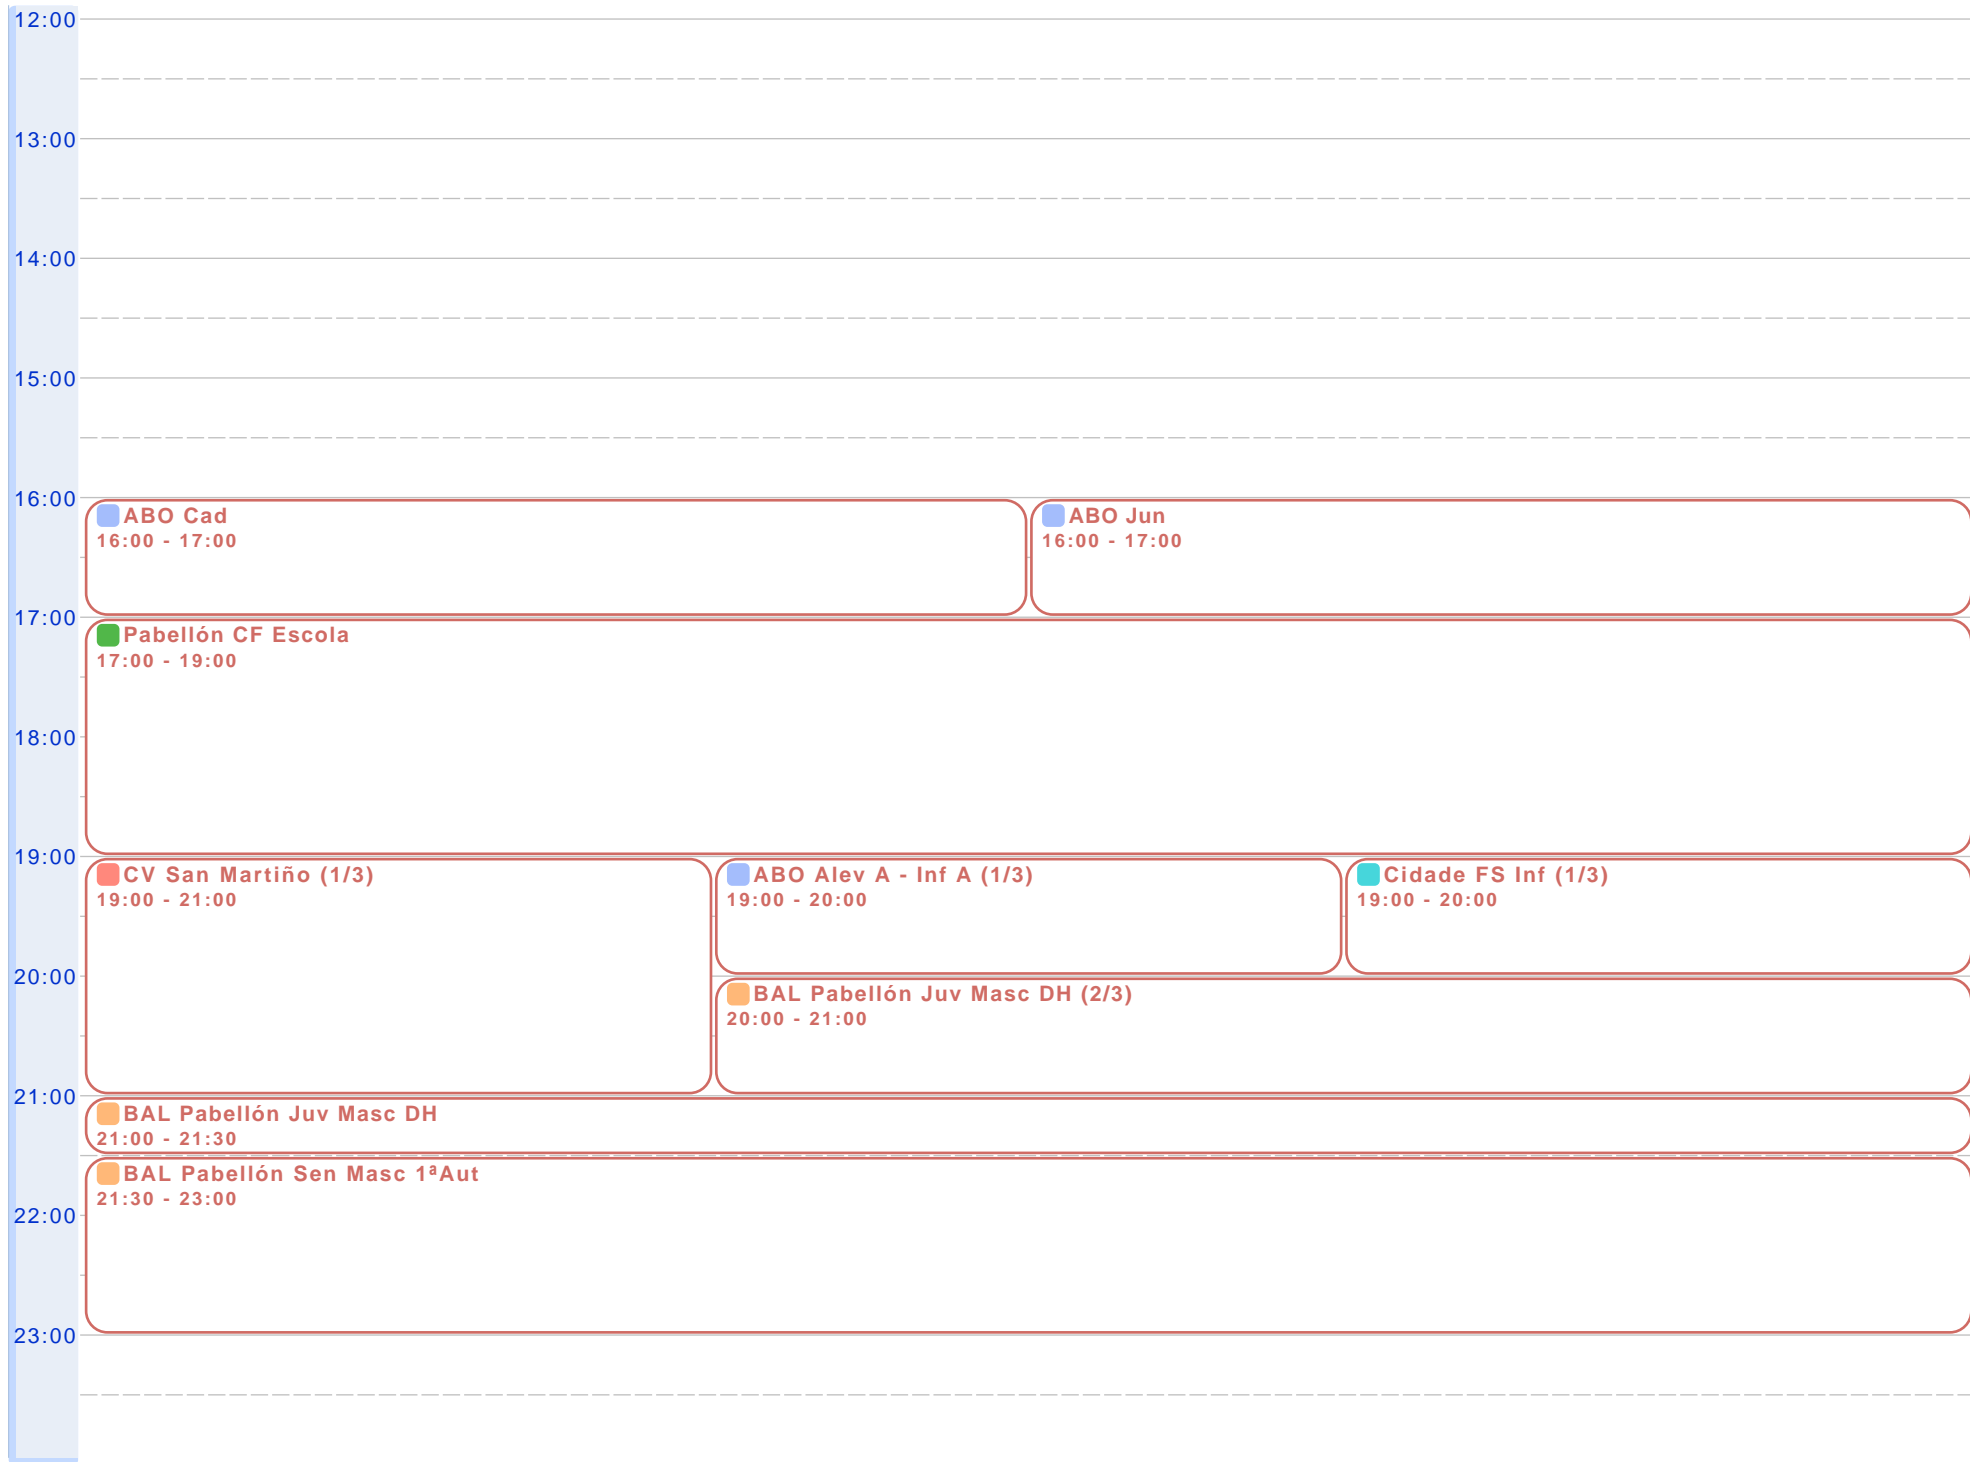 12:00
13:00
14:00
15:00
16:00
ABO Cad
16:00 - 17:00
ABO Jun
16:00 - 17:00
17:00
Pabellón CF Escola
17:00 - 19:00
18:00
19:00
CV San Martiño (1/3)
19:00 - 21:00
ABO Alev A - Inf A (1/3)
19:00 - 20:00
Cidade FS Inf (1/3)
19:00 - 20:00
20:00
BAL Pabellón Juv Masc DH (2/3)
20:00 - 21:00
21:00
BAL Pabellón Juv Masc DH
21:00 - 21:30
BAL Pabellón Sen Masc 1ªAut
21:30 - 23:00
22:00
23:00